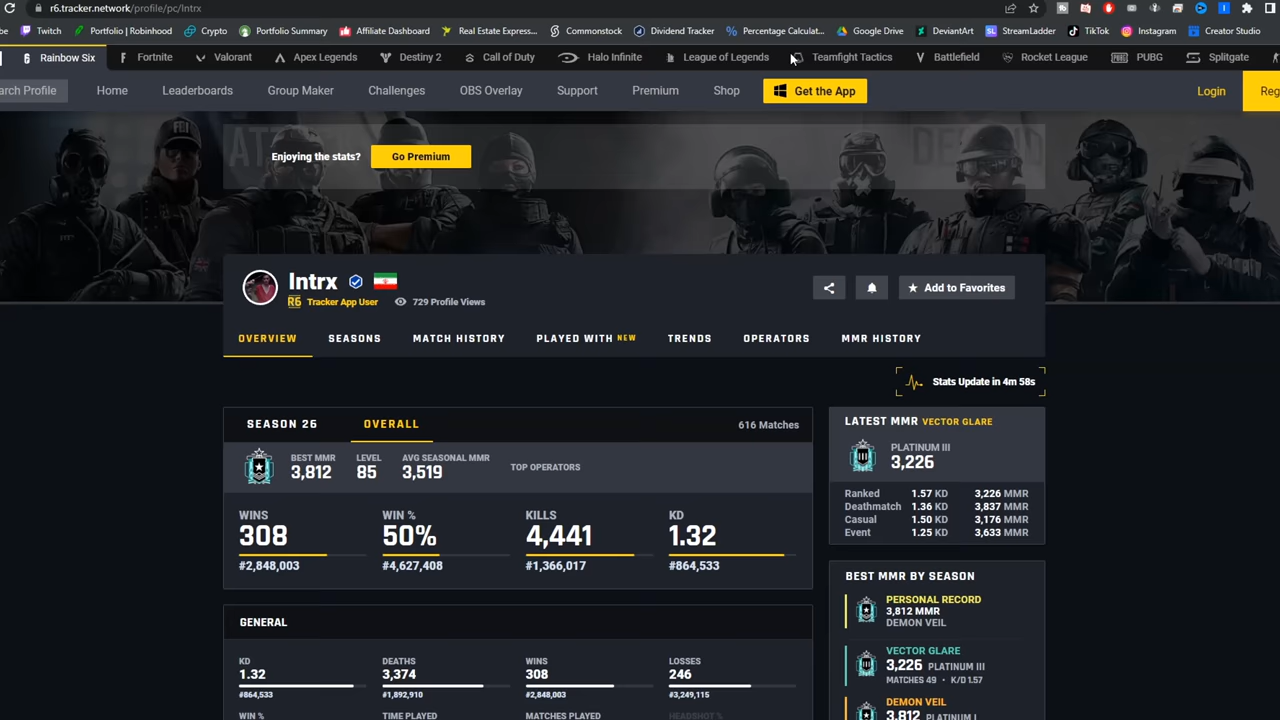 r6.tracker.network/profile/pc/Intrx
be Twitch Portfolio | Robinhood Crypto Portfolio Summary Affiliate Dashboard Real Estate Express... Commonstock Dividend Tracker Percentage Calculat... Google Drive DeviantArt StreamLadder TikTok Instagram Creator Studio
Rainbow Six Fortnite Valorant Apex Legends Destiny 2 Call of Duty Halo Infinite League of Legends Teamfight Tactics Battlefield Rocket League PUBG Splitgate
arch Profile Home Leaderboards Group Maker Challenges OBS Overlay Support Premium Shop Get the App Login Reg
Enjoying the stats? Go Premium
FBI
Intrx
R6 Tracker App User 729 Profile Views
Add to Favorites
OVERVIEW SEASONS MATCH HISTORY PLAYED WITH NEW TRENDS OPERATORS MMR HISTORY
Stats Update in 4m 58s
SEASON 26 OVERALL 616 Matches
BEST MMR LEVEL AVG SEASONAL MMR TOP OPERATORS
3,812 85 3,519
WINS WIN % KILLS KD
308 50% 4,441 1.32
#2,848,003 #4,627,408 #1,366,017 #864,533
GENERAL
KD DEATHS WINS LOSSES
1.32 3,374 308 246
#864,533 #1,892,910 #2,848,003 #3,249,115
WIN % TIME PLAYED MATCHES PLAYED HEADSHOT %
LATEST MMR VECTOR GLARE
PLATINUM III
3,226
Ranked 1.57 KD 3,226 MMR
Deathmatch 1.36 KD 3,837 MMR
Casual 1.50 KD 3,176 MMR
Event 1.25 KD 3,633 MMR
BEST MMR BY SEASON
PERSONAL RECORD
3,812 MMR
DEMON VEIL
VECTOR GLARE
3,226 PLATINUM III
MATCHES 49 • K/D 1.57
DEMON VEIL
3,812 PLATINUM I